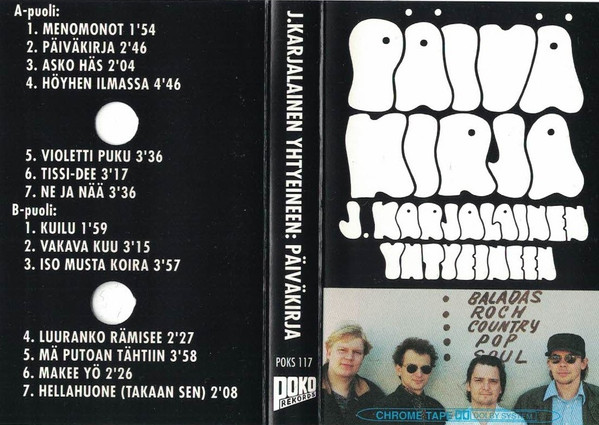 A-puoli:
1. MENOMONOT 1'54
2. PÄIVÄKIRJA 2'46
3. ASKO HÄS 2'04
4. HÖYHEN ILMASSA 4'46
5. VIOLETTI PUKU 3'36
6. TISSI-DEE 3'17
7. NE JA NÄÄ 3'36
B-puoli:
1. KUILU 1'59
2. VAKAVA KUU 3'15
3. ISO MUSTA KOIRA 3'57
4. LUURANKO RÄMISEE 2'27
5. MÄ PUTOAN TÄHTIIN 3'58
6. MAKEE YÖ 2'26
7. HELLAHUONE (TAKAAN SEN) 2'08
J.KARJALAINEN YHTYEINEEN: PÄIVÄKIRJA
POKS 117
POKO
REKORDS
PÄIVÄ
KIRJA
J. KARJALAINEN
YHTYEINEEN
• BALADAS
• ROCH
• COUNTRY
• POP
• SOUL
CHROME TAPE DOLBY SYSTEM